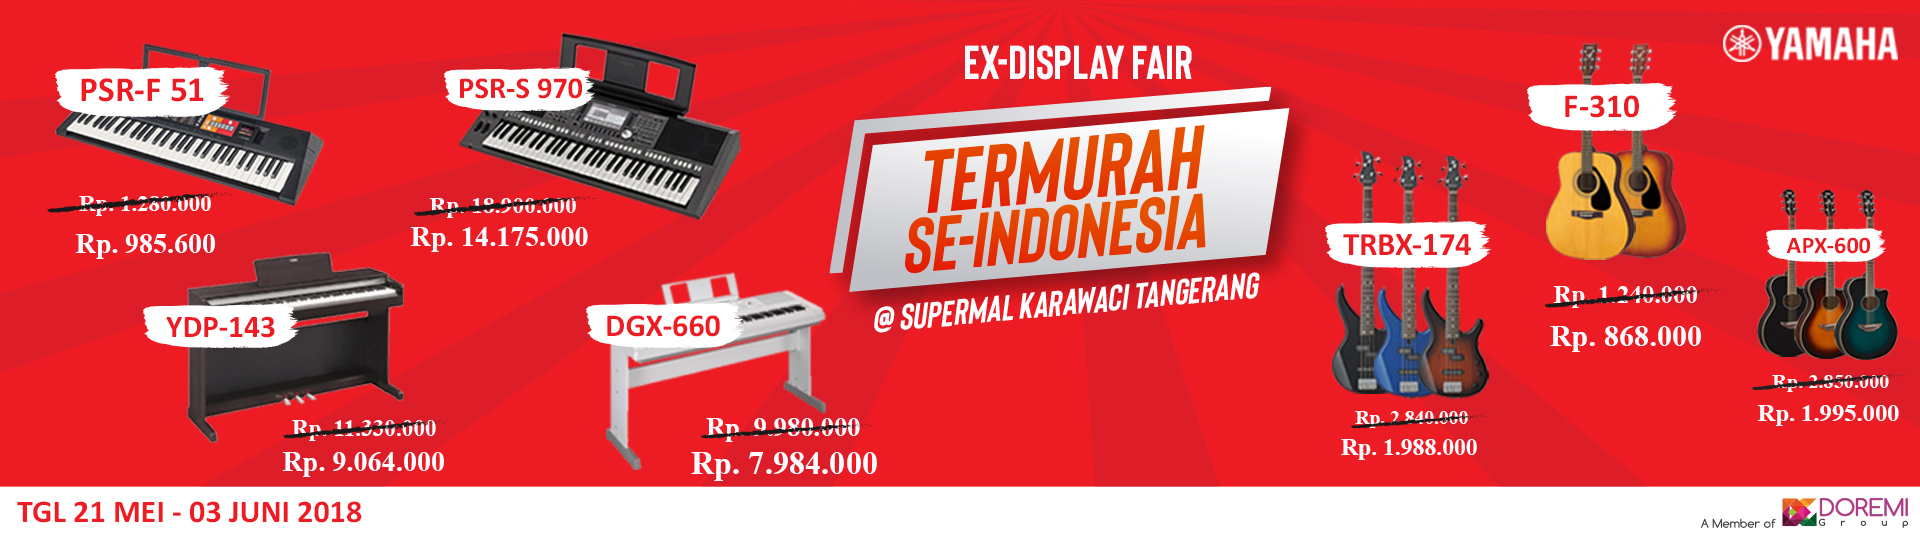 EX-DISPLAY FAIR
TERMURAH
SE-INDONESIA
@ SUPERMAL KARAWACI TANGERANG
YAMAHA
PSR-F 51
Rp. 1.280.000
Rp. 985.600
PSR-S 970
Rp. 18.900.000
Rp. 14.175.000
YDP-143
Rp. 11.330.000
Rp. 9.064.000
DGX-660
Rp. 9.980.000
Rp. 7.984.000
TRBX-174
Rp. 2.840.000
Rp. 1.988.000
F-310
Rp. 1.240.000
Rp. 868.000
APX-600
Rp. 2.850.000
Rp. 1.995.000
TGL 21 MEI - 03 JUNI 2018
A Member of DOREMI
Group